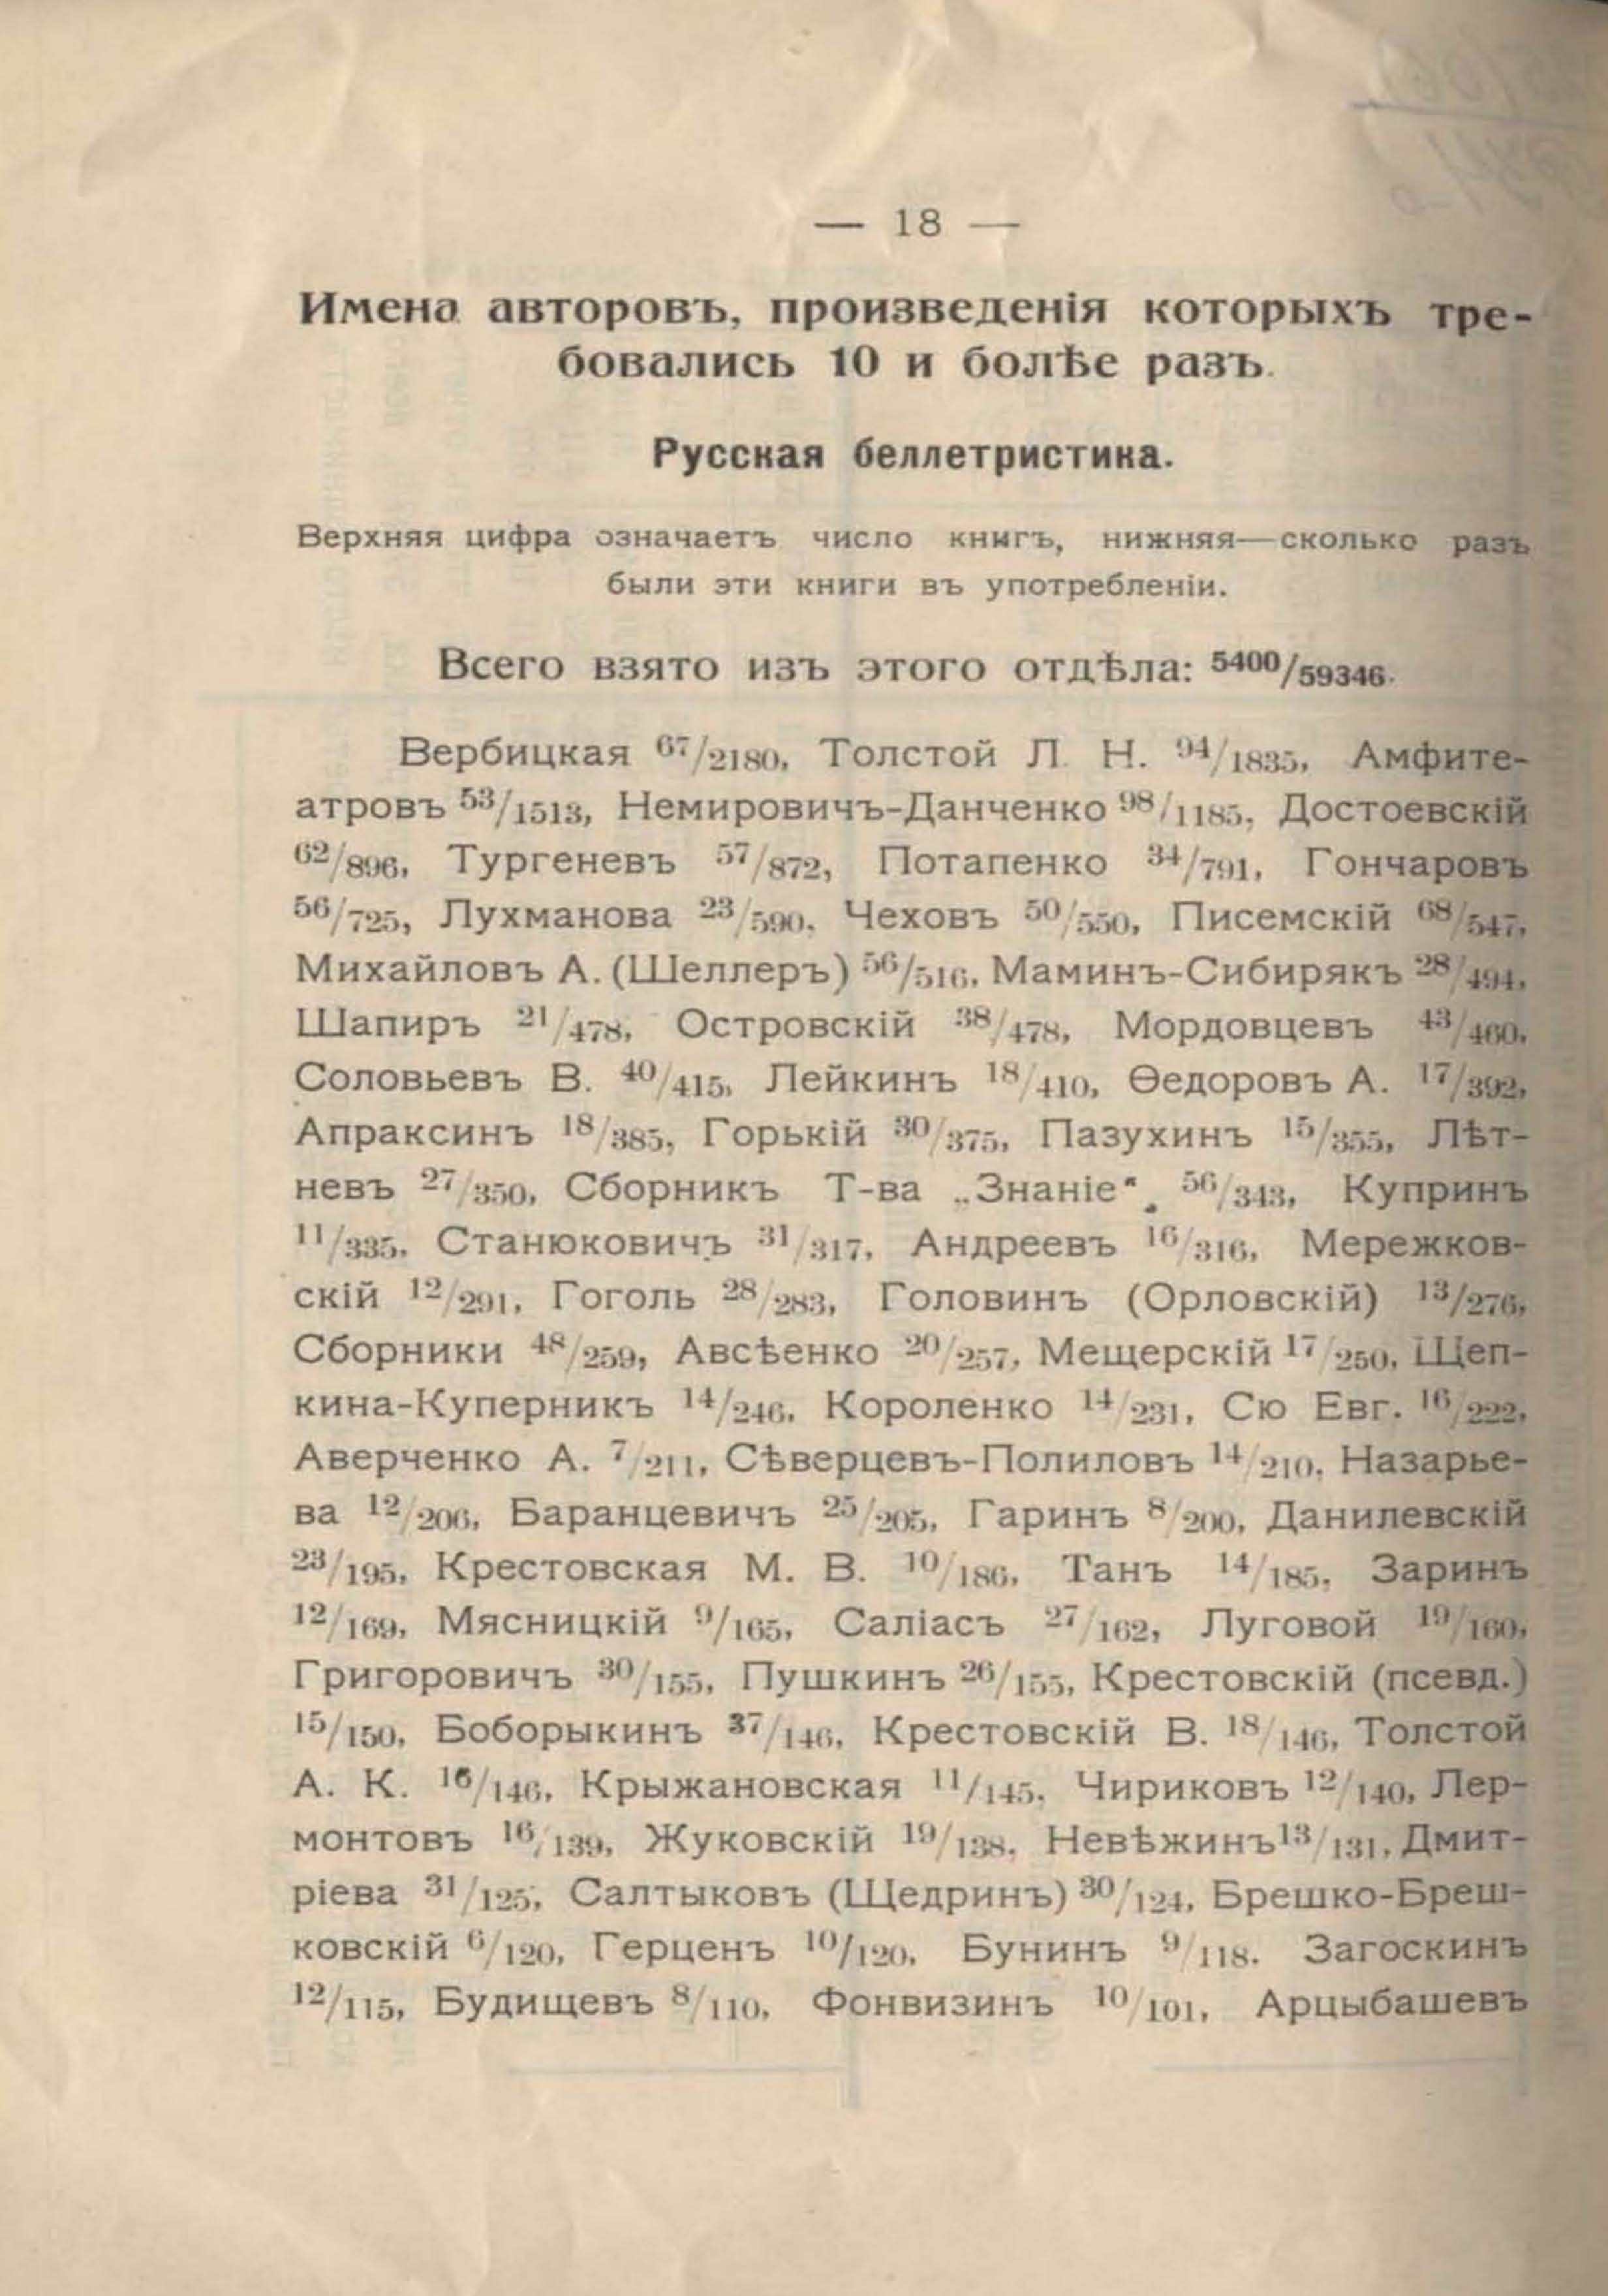 — 18 —
Имена авторовъ, произведенія которыхъ тре-
бовались 10 и болѣе разъ.
Русская беллетристика.
Верхняя цифра означаетъ число книгъ, нижняя—сколько разъ
были эти книги въ употребленіи.
Всего взято изъ этого отдѣла: 5400/59346.
Вербицкая 67/2180, Толстой Л. Н. 94/1835, Амфите-
атровъ 53/1513, Немировичъ-Данченко 98/1185, Достоевскій
62/896, Тургеневъ 57/872, Потапенко 34/791, Гончаровъ
56/725, Лухманова 23/590, Чеховъ 50/550, Писемскій 68/547,
Михайловъ А. (Шеллеръ) 56/516, Маминъ-Сибирякъ 28/494,
Шапиръ 21/478, Островскій 38/478, Мордовцевъ 43/460,
Соловьевъ В. 40/415, Лейкинъ 18/410, Ѳедоровъ А. 17/392,
Апраксинъ 18/385, Горькій 30/375, Пазухинъ 15/355, Лѣт-
невъ 27/350, Сборникъ Т-ва „Знаніе“, 56/343, Купринъ
11/335, Станюковичъ 31/317, Андреевъ 16/316, Мережков-
скій 12/291, Гоголь 28/283, Головинъ (Орловскій) 13/276,
Сборники 48/259, Авсѣенко 20/257, Мещерскій 17/250, Щеп-
кина-Куперникъ 14/246, Короленко 14/231, Сю Евг. 16/222,
Аверченко А. 7/211, Сѣверцевъ-Полиловъ 14/210, Назарье-
ва 12/206, Баранцевичъ 25/205, Гаринъ 8/200, Данилевскій
23/195, Крестовская М. В. 10/186, Танъ 14/185, Заринъ
12/169, Мясницкій 9/165, Саліасъ 27/162, Луговой 19/160,
Григоровичъ 30/155, Пушкинъ 26/155, Крестовскій (псевд.)
15/150, Боборыкинъ 37/146, Крестовскій В. 18/146, Толстой
А. К. 16/146, Крыжановская 11/145, Чириковъ 12/140, Лер-
монтовъ 16/139, Жуковскій 19/138, Невѣжинъ 13/131, Дмит-
ріева 31/125, Салтыковъ (Щедринъ) 30/124, Брешко-Бреш-
ковскій 6/120, Герценъ 10/120, Бунинъ 9/118. Загоскинъ
12/115, Будищевъ 8/110, Фонвизинъ 10/101, Арцыбашевъ